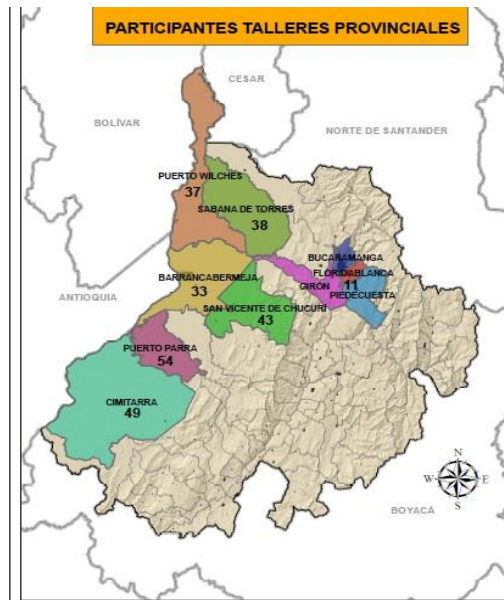 PARTICIPANTES TALLERES PROVINCIALES
CESAR
BOLÍVAR
NORTE DE SANTANDER
PUERTO WILCHES
37
SABANA DE TORRES
38
BUCARAMANGA
BARRANCABERMEJA
FLORIDABLANCA
11
GIRÓN
PIEDECUESTA
33
ANTIOQUIA
SAN VICENTE DE CHUCURÍ
43
PUERTO PARRA
54
CIMITARRA
49
N
W
E
S
BOYACÁ